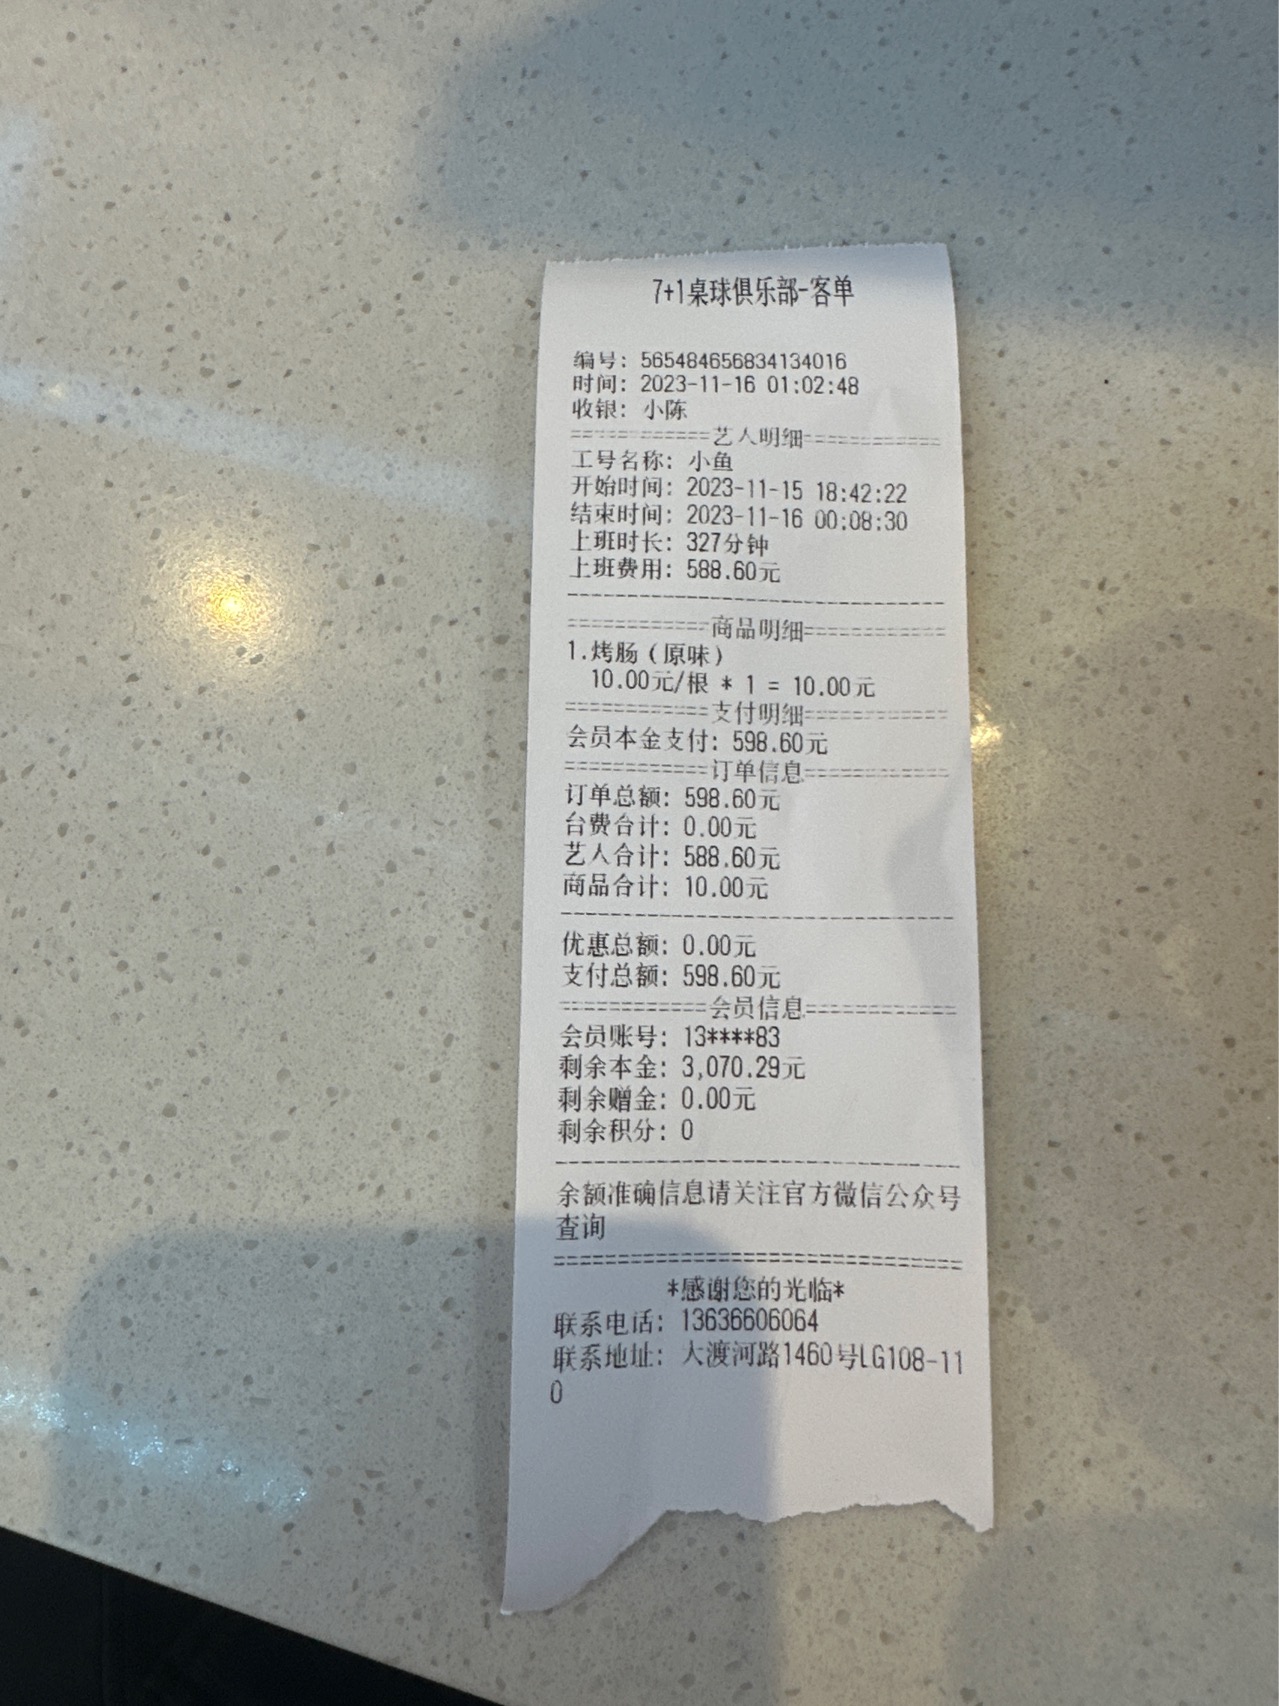 7+1桌球俱乐部-客单
编号: 565484656834134016
时间: 2023-11-16 01:02:48
收银: 小陈
============艺人明细============
工号名称: 小鱼
开始时间: 2023-11-15 18:42:22
结束时间: 2023-11-16 00:08:30
上班时长: 327分钟
上班费用: 588.60元
--------------------------------
============商品明细============
1.烤肠(原味)
10.00元/根 * 1 = 10.00元
============支付明细============
会员本金支付: 598.60元
============订单信息============
订单总额: 598.60元
台费合计: 0.00元
艺人合计: 588.60元
商品合计: 10.00元
--------------------------------
优惠总额: 0.00元
支付总额: 598.60元
============会员信息============
会员账号: 13****83
剩余本金: 3,070.29元
剩余赠金: 0.00元
剩余积分: 0
--------------------------------
余额准确信息请关注官方微信公众号
查询
================================
*感谢您的光临*
联系电话: 13636606064
联系地址: 大渡河路1460号LG108-11
0